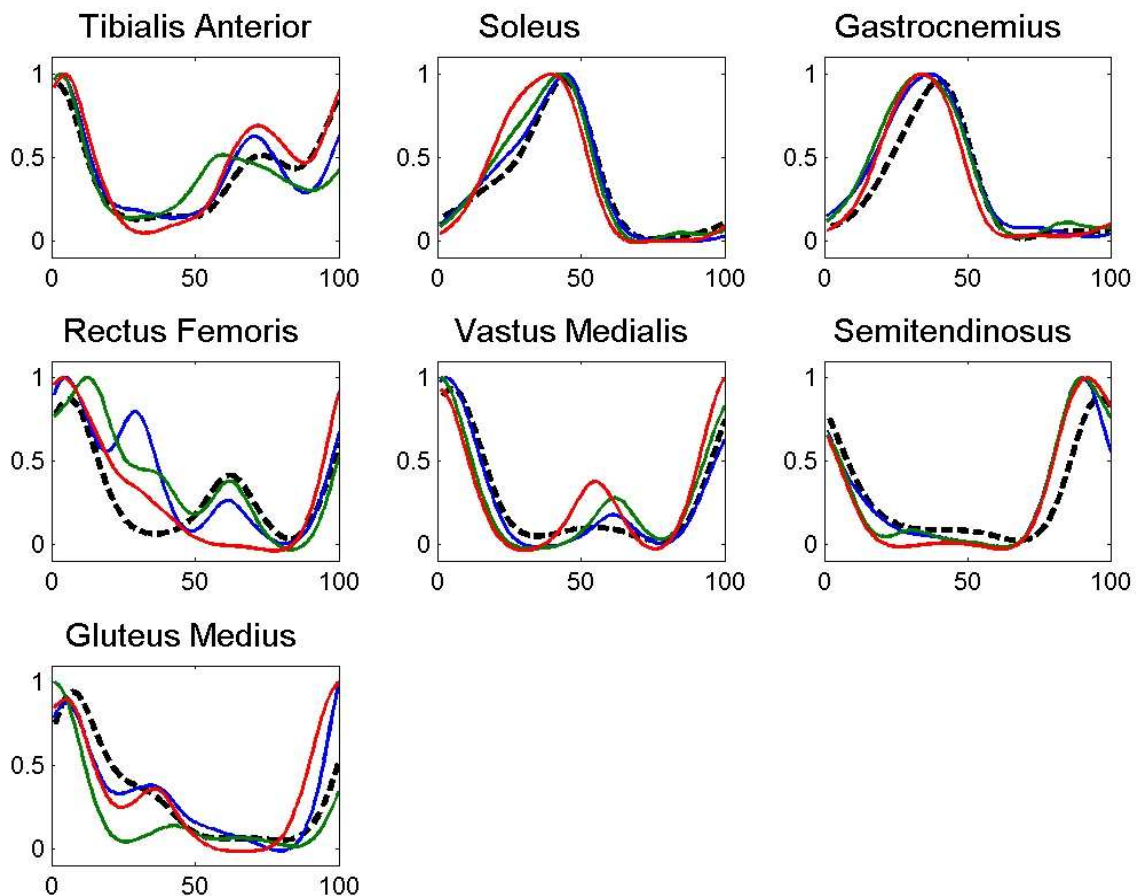 Tibialis Anterior Soleus Gastrocnemius
1 1 1
0.5 0.5 0.5
0 0 0
0 50 100 0 50 100 0 50 100
Rectus Femoris Vastus Medialis Semitendinosus
1 1 1
0.5 0.5 0.5
0 0 0
0 50 100 0 50 100 0 50 100
Gluteus Medius
1
0.5
0
0 50 100